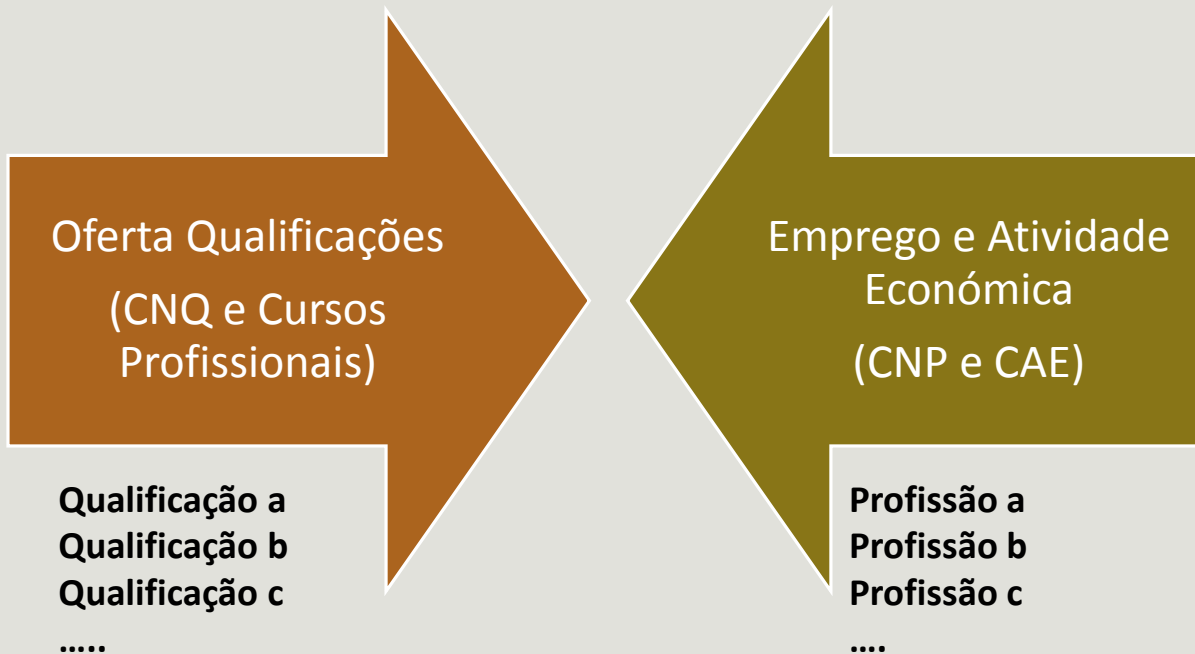 Oferta Qualificações
(CNQ e Cursos
Profissionais)
Emprego e Atividade
Económica
(CNP e CAE)
Qualificação a
Qualificação b
Qualificação c
…..
Profissão a
Profissão b
Profissão c
….